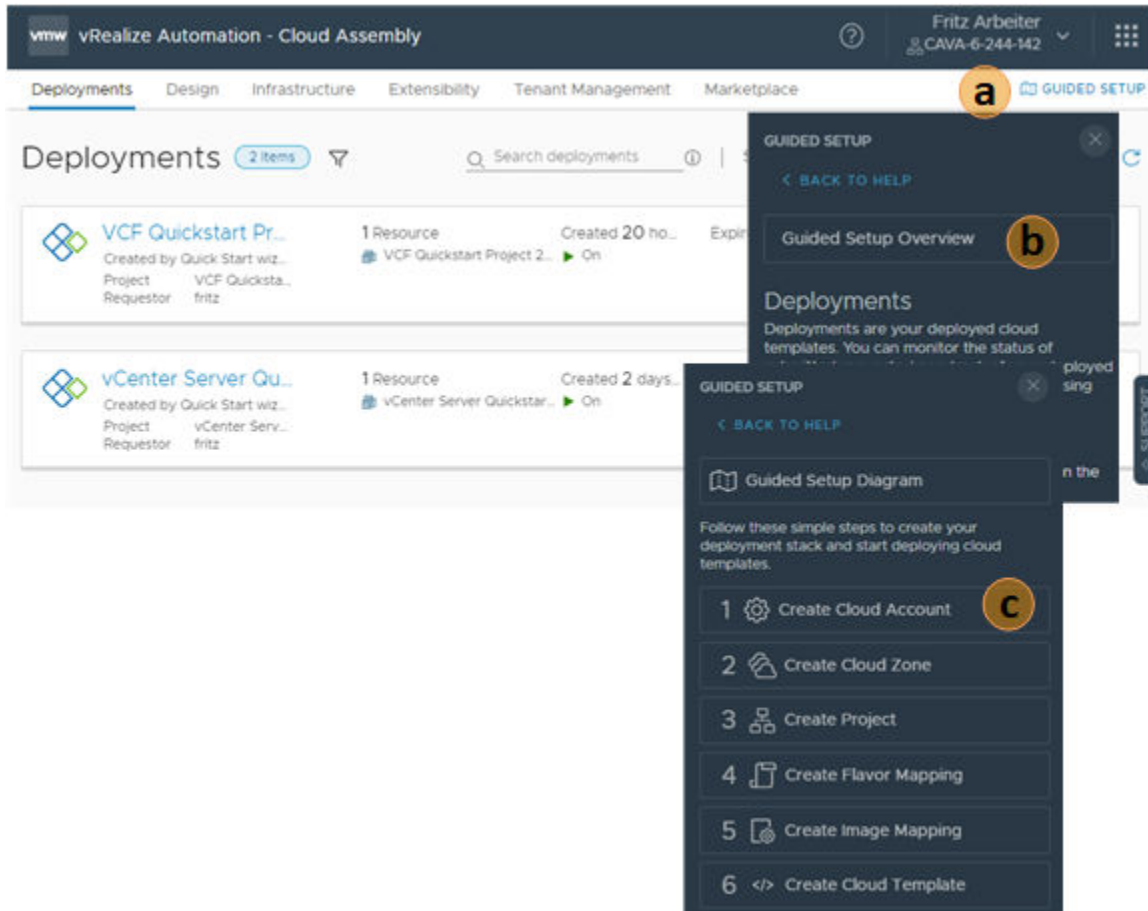 vmw vRealize Automation - Cloud Assembly
Fritz Arbeiter
CAVA-6-244-142
Deployments Design Infrastructure Extensibility Tenant Management Marketplace
a
GUIDED SETUP
Deployments 2 items
Search deployments
VCF Quickstart Pr...
Created by Quick Start wiz...
Project VCF Quicksta...
Requestor fritz
1 Resource
VCF Quickstart Project 2...
Created 20 ho...
On
Expir
vCenter Server Qu...
Created by Quick Start wiz...
Project vCenter Serv...
Requestor fritz
1 Resource
vCenter Server Quickstar...
Created 2 days...
On
GUIDED SETUP
< BACK TO HELP
Guided Setup Overview
b
Deployments
Deployments are your deployed cloud
templates. You can monitor the status of
ployed
sing
n the
SUPPORT
GUIDED SETUP
< BACK TO HELP
Guided Setup Diagram
Follow these simple steps to create your
deployment stack and start deploying cloud
templates.
1 Create Cloud Account
c
2 Create Cloud Zone
3 Create Project
4 Create Flavor Mapping
5 Create Image Mapping
6 </> Create Cloud Template